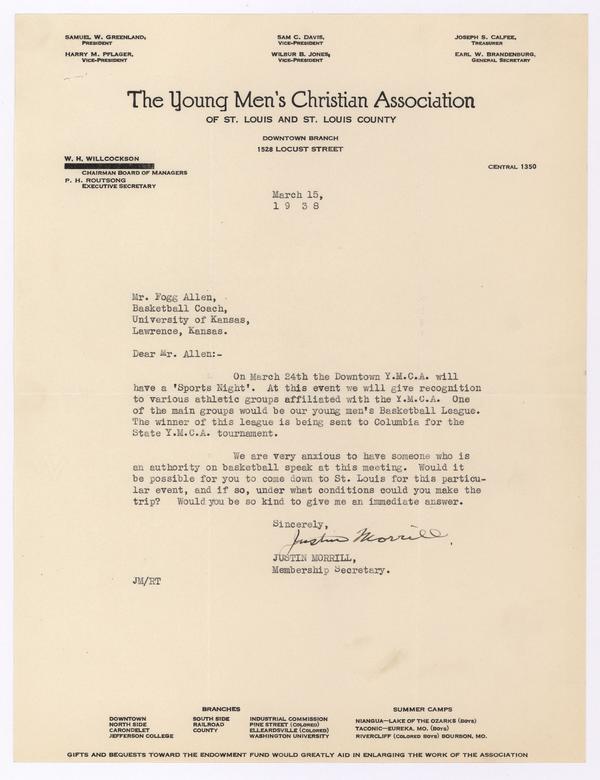 SAMUEL W. GREENLAND, PRESIDENT
HARRY M. PFLAGER, VICE-PRESIDENT
SAM C. DAVIS, VICE-PRESIDENT
WILBUR B. JONES, VICE-PRESIDENT
JOSEPH S. CALFEE, TREASURER
EARL W. BRANDENBURG, GENERAL SECRETARY
The Young Men's Christian Association
OF ST. LOUIS AND ST. LOUIS COUNTY
DOWNTOWN BRANCH
1528 LOCUST STREET
W. H. WILLCOCKSON
CHAIRMAN BOARD OF MANAGERS
P. H. ROUTSONG
EXECUTIVE SECRETARY
CENTRAL 1350
March 15,
1 9 3 8
Mr. Fogg Allen,
Basketball Coach,
University of Kansas,
Lawrence, Kansas.
Dear Mr. Allen:-
On March 24th the Downtown Y.M.C.A. will
have a 'Sports Night'. At this event we will give recognition
to various athletic groups affiliated with the Y.M.C.A. One
of the main groups would be our young men's Basketball League.
The winner of this league is being sent to Columbia for the
State Y.M.C.A. tournament.
We are very anxious to have someone who is
an authority on basketball speak at this meeting. Would it
be possible for you to come down to St. Louis for this particu-
lar event, and if so, under what conditions could you make the
trip? Would you be so kind to give me an immediate answer.
Sincerely,
Justin Morrill.
JUSTIN MORRILL,
Membership Secretary.
JM/RT
BRANCHES
DOWNTOWN
NORTH SIDE
CARONDELET
JEFFERSON COLLEGE
SOUTH SIDE
RAILROAD
COUNTY
INDUSTRIAL COMMISSION
PINE STREET (COLORED)
ELLEARDSVILLE (COLORED)
WASHINGTON UNIVERSITY
SUMMER CAMPS
NIANGUA—LAKE OF THE OZARKS (BOYS)
TACONIC—EUREKA, MO. (BOYS)
RIVERCLIFF (COLORED BOYS) BOURBON, MO.
GIFTS AND BEQUESTS TOWARD THE ENDOWMENT FUND WOULD GREATLY AID IN ENLARGING THE WORK OF THE ASSOCIATION